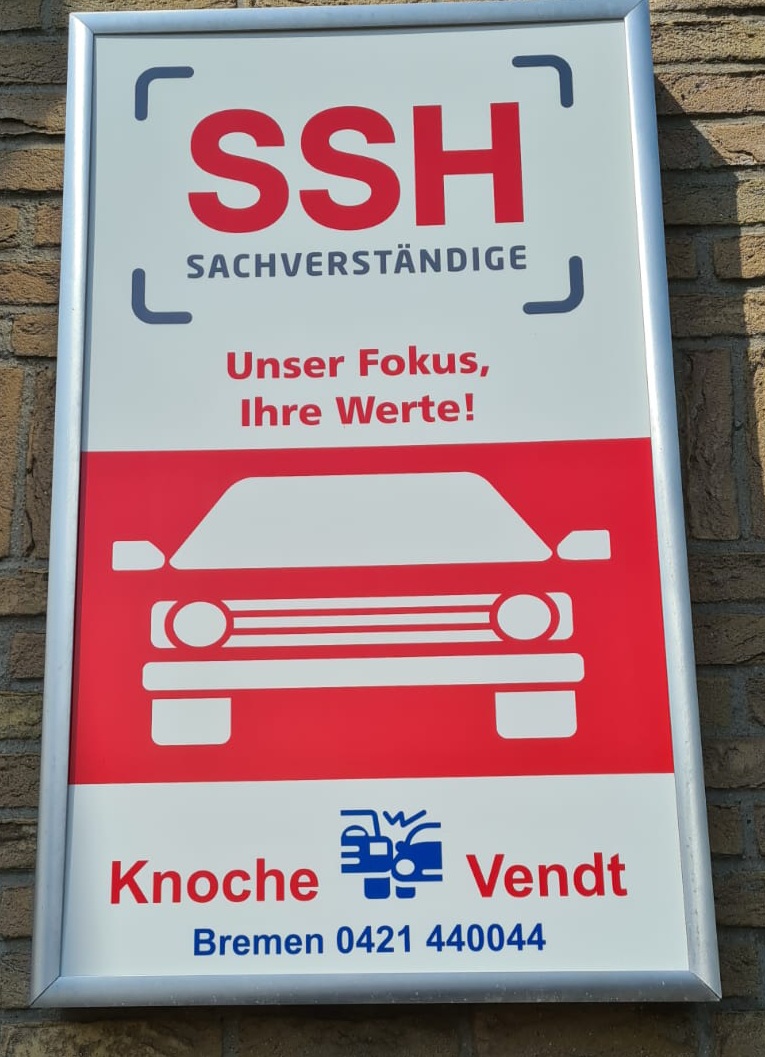 SSH
SACHVERSTÄNDIGE
Unser Fokus,
Ihre Werte!
Knoche Vendt
Bremen 0421 440044